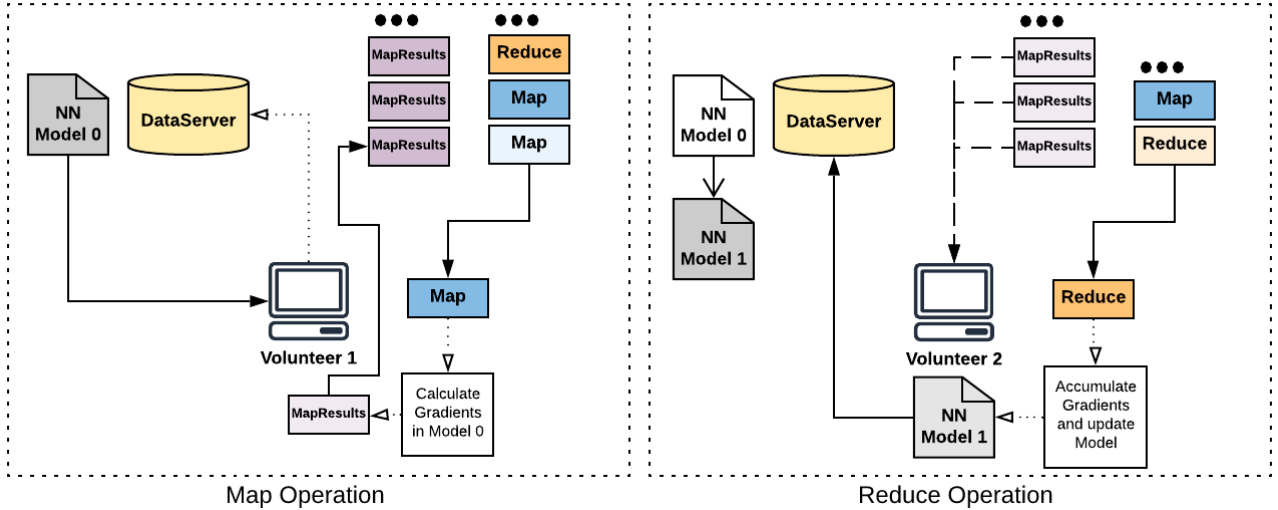 MapResults
MapResults
MapResults
Reduce
Map
Map
NN
Model 0
DataServer
Map
Volunteer 1
MapResults
Calculate
Gradients
in Model 0
Map Operation
MapResults
MapResults
MapResults
Map
Reduce
NN
Model 0
DataServer
NN
Model 1
Reduce
Volunteer 2
NN
Model 1
Accumulate
Gradients
and update
Model
Reduce Operation